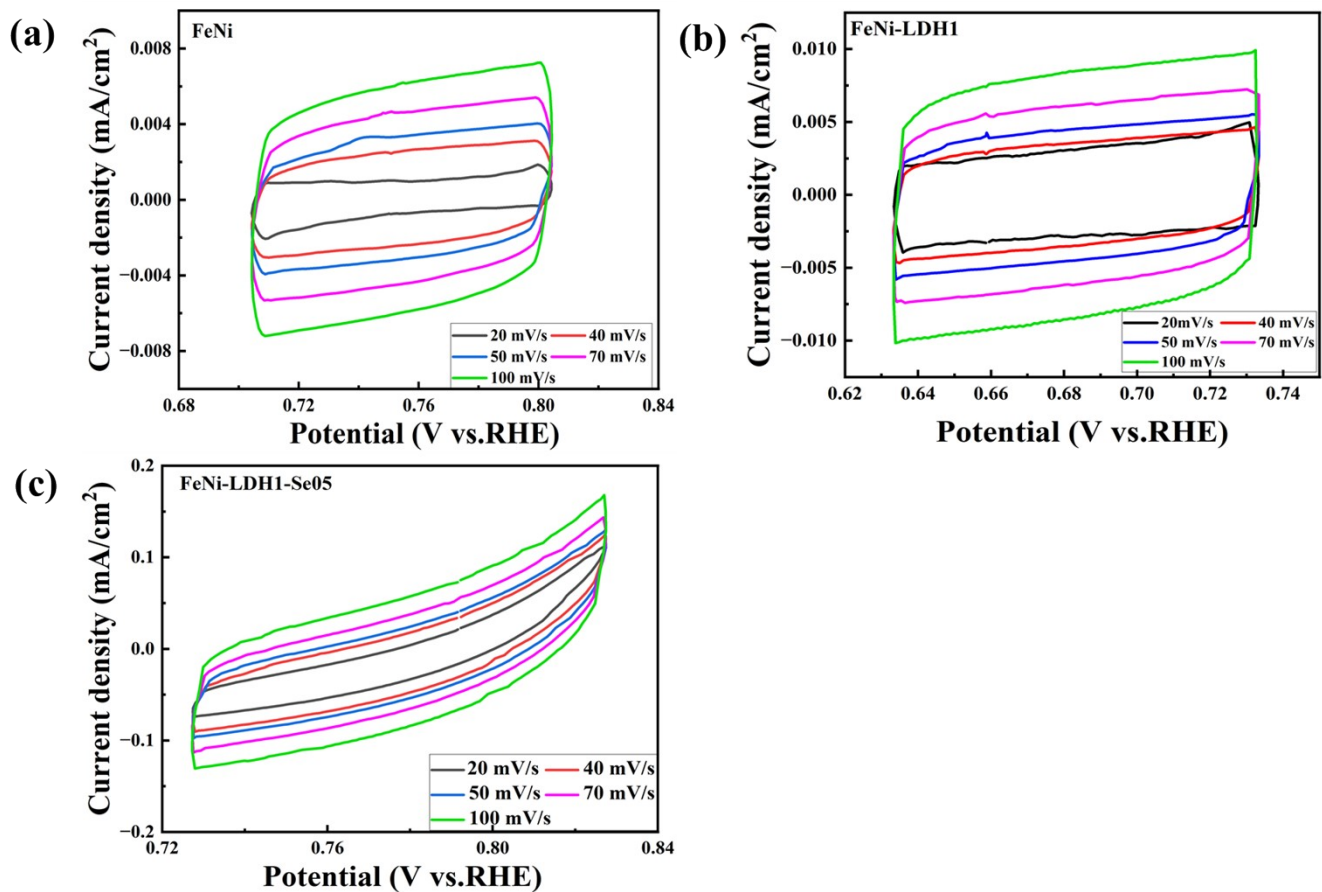 (a)
FeNi
Current density (mA/cm²)
0.008
0.004
0.000
−0.004
−0.008
20 mV/s 40 mV/s
50 mV/s 70 mV/s
100 mV/s
0.68 0.72 0.76 0.80 0.84
Potential (V vs.RHE)
(b)
FeNi-LDH1
Current density (mA/cm²)
0.010
0.005
0.000
−0.005
−0.010
20mV/s 40 mV/s
50 mV/s 70 mV/s
100 mV/s
0.62 0.64 0.66 0.68 0.70 0.72 0.74
Potential (V vs.RHE)
(c)
FeNi-LDH1-Se05
Current density (mA/cm²)
0.2
0.1
0.0
−0.1
−0.2
20 mV/s 40 mV/s
50 mV/s 70 mV/s
100 mV/s
0.72 0.76 0.80 0.84
Potential (V vs.RHE)